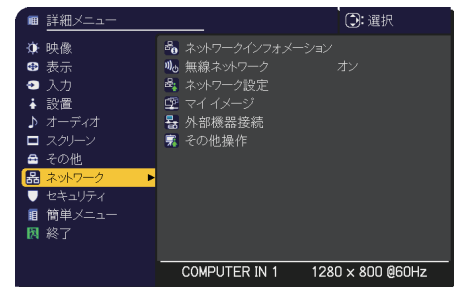 詳細メニュー
:選択
映像
表示
入力
設置
オーディオ
スクリーン
その他
ネットワーク
セキュリティ
簡単メニュー
終了
ネットワークインフォメーション
無線ネットワーク オン
ネットワーク設定
マイ イメージ
外部機器接続
その他操作
COMPUTER IN 1 1280 x 800 @60Hz